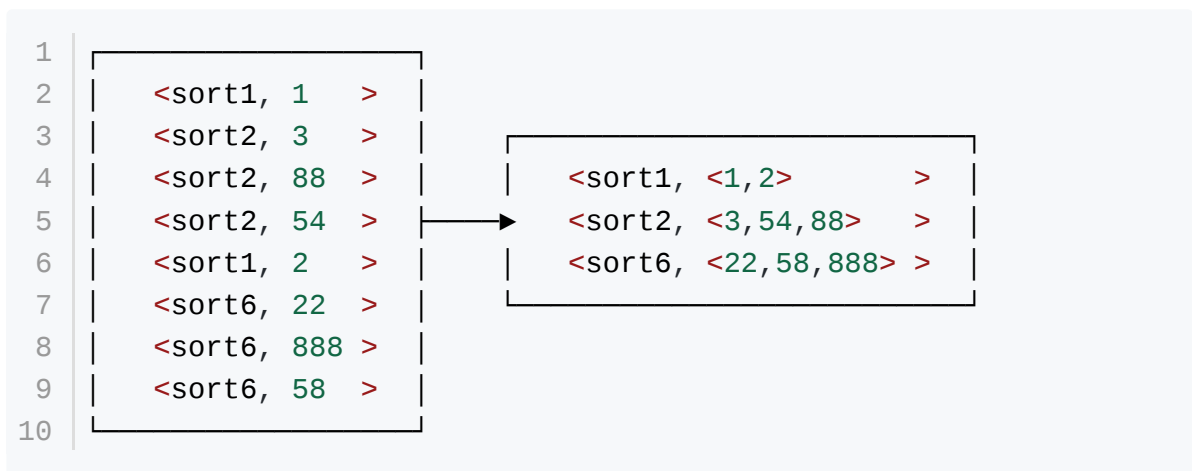 1
2 <sort1, 1 >
3 <sort2, 3 >
4 <sort2, 88 > <sort1, <1,2> >
5 <sort2, 54 > <sort2, <3,54,88> >
6 <sort1, 2 > <sort6, <22,58,888> >
7 <sort6, 22 >
8 <sort6, 888 >
9 <sort6, 58 >
10